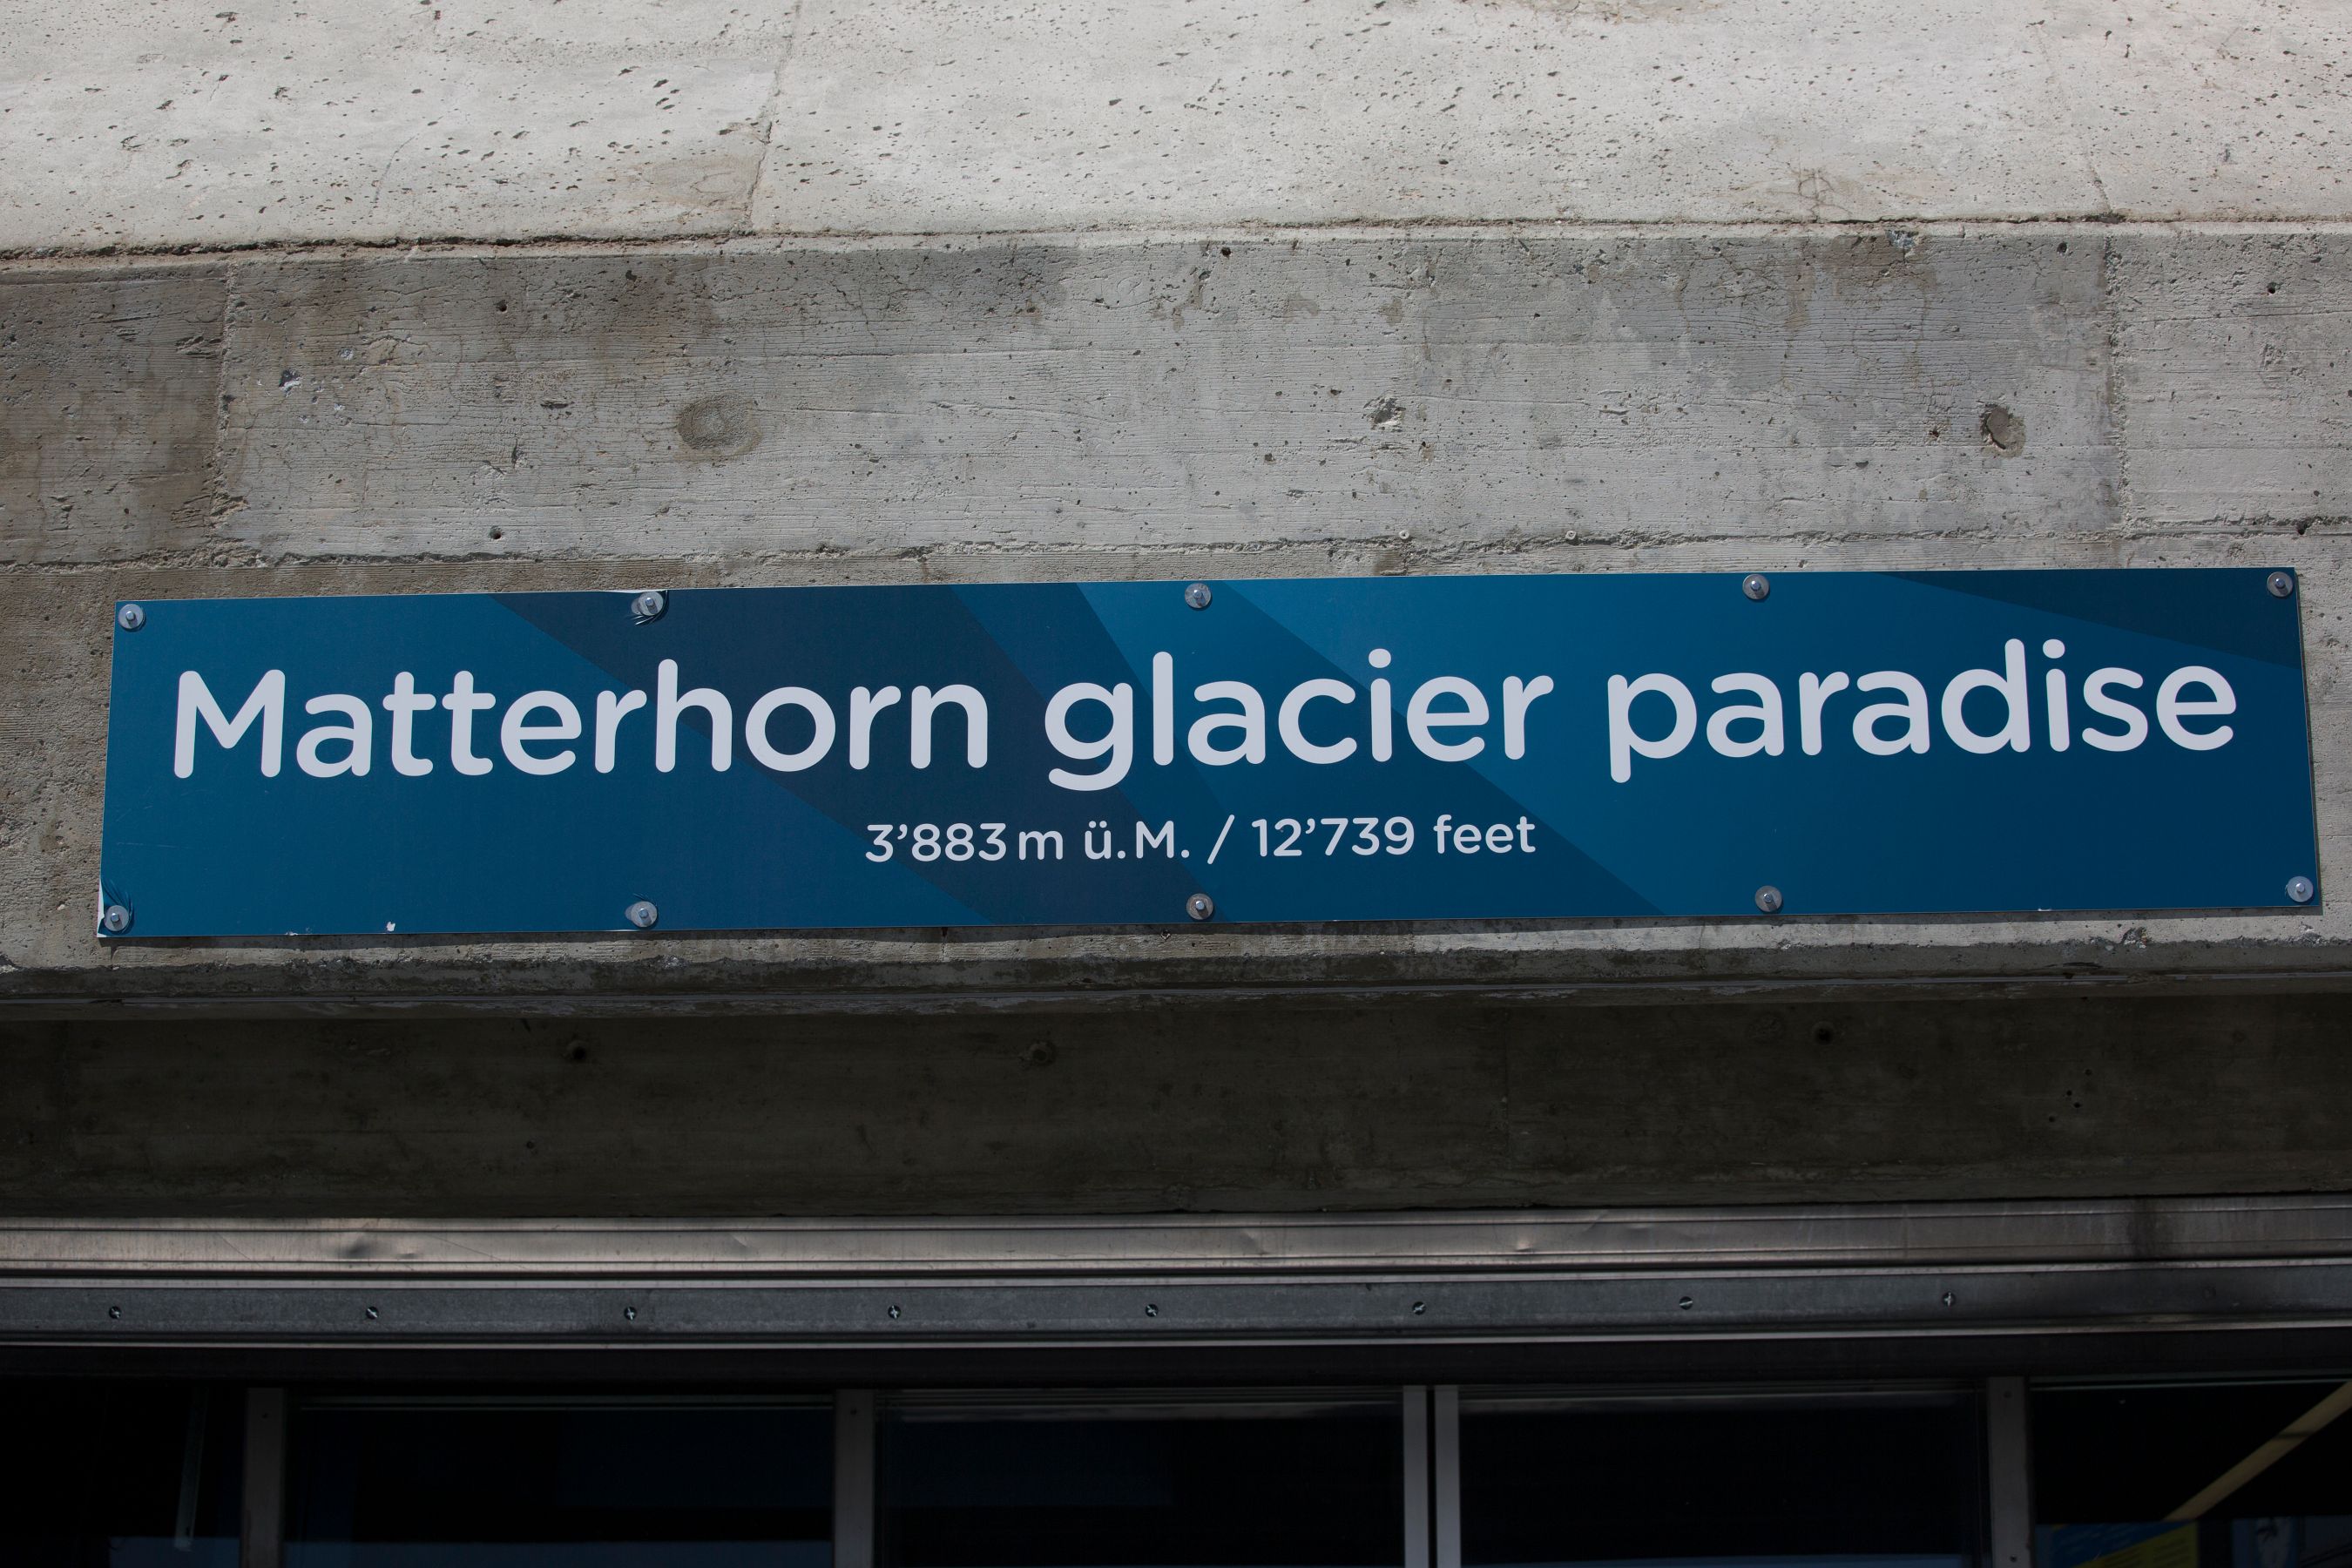 Matterhorn glacier paradise
3’883 m ü.M. / 12’739 feet